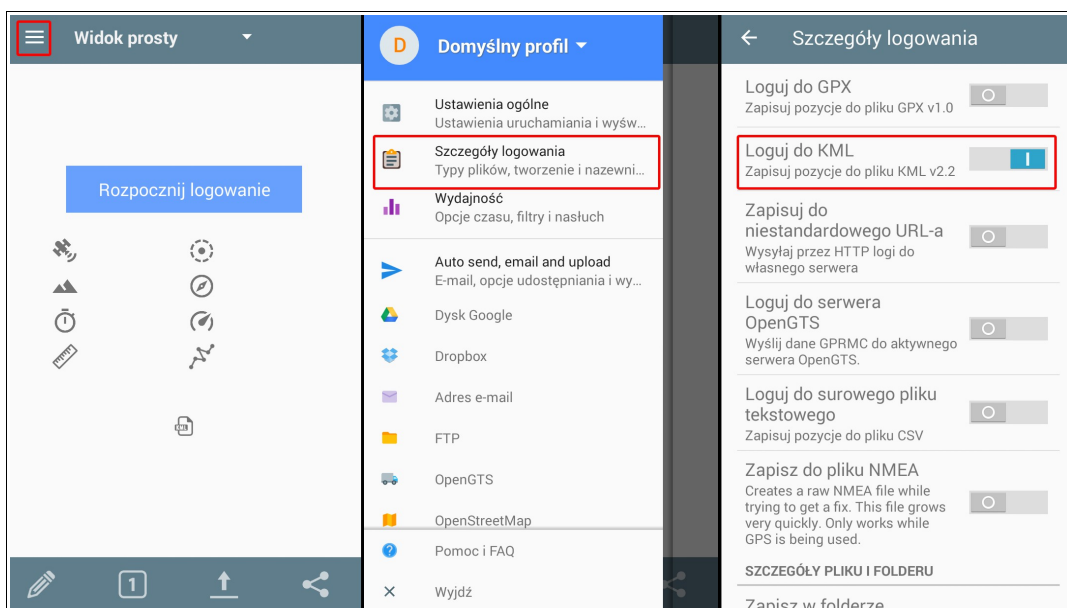 Widok prosty
Rozpocznij logowanie
KML
1
D
Domyślny profil
Ustawienia ogólne
Ustawienia uruchamiania i wyśw...
Szczegóły logowania
Typy plików, tworzenie i nazewni...
Wydajność
Opcje czasu, filtry i nasłuch
Auto send, email and upload
E-mail, opcje udostępniania i wy...
Dysk Google
Dropbox
Adres e-mail
FTP
OpenGTS
OpenStreetMap
Pomoc i FAQ
Wyjdź
Szczegóły logowania
Loguj do GPX
Zapisuj pozycje do pliku GPX v1.0
Loguj do KML
Zapisuj pozycje do pliku KML v2.2
Zapisuj do
niestandardowego URL-a
Wysyłaj przez HTTP logi do
własnego serwera
Loguj do serwera
OpenGTS
Wyślij dane GPRMC do aktywnego
serwera OpenGTS.
Loguj do surowego pliku
tekstowego
Zapisuj pozycje do pliku CSV
Zapisz do pliku NMEA
Creates a raw NMEA file while
trying to get a fix. This file grows
very quickly. Only works while
GPS is being used.
SZCZEGÓŁY PLIKU I FOLDERU
Zapisz w folderze